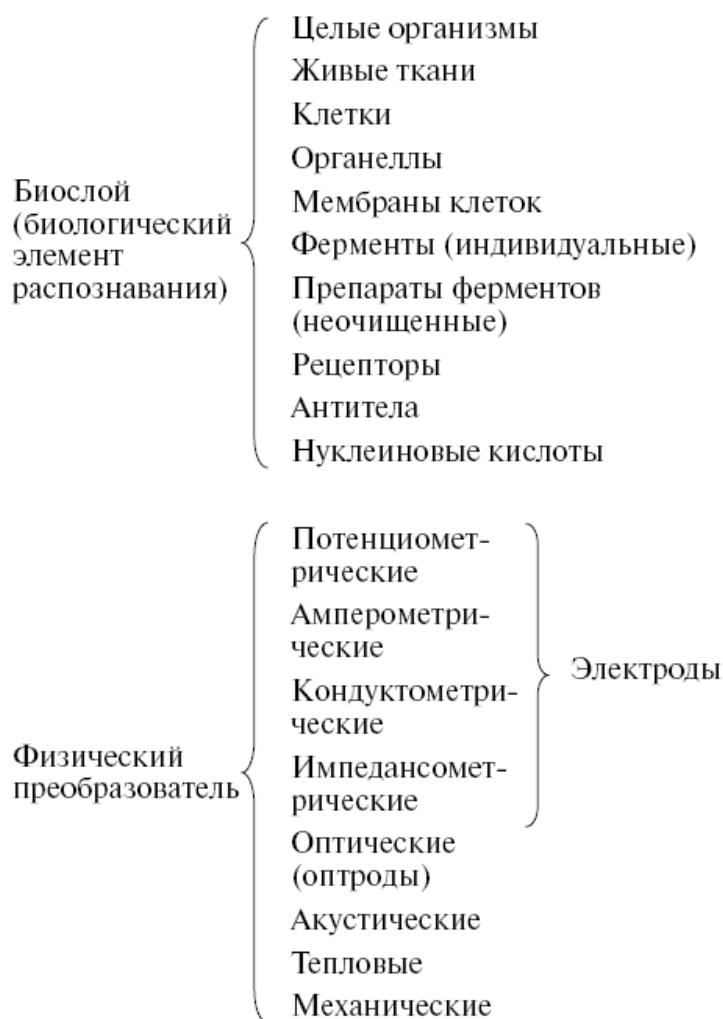 Целые организмы
Живые ткани
Клетки
Органеллы
Биослой
(биологический
элемент
распознавания)
Мембраны клеток
Ферменты (индивидуальные)
Препараты ферментов
(неочищенные)
Рецепторы
Антитела
Нуклеиновые кислоты
Потенциомет-
рические
Амперометри-
ческие
Кондуктометри-
ческие
Импедансомет-
рические
Электроды
Физический
преобразователь
Оптические
(оптроды)
Акустические
Тепловые
Механические